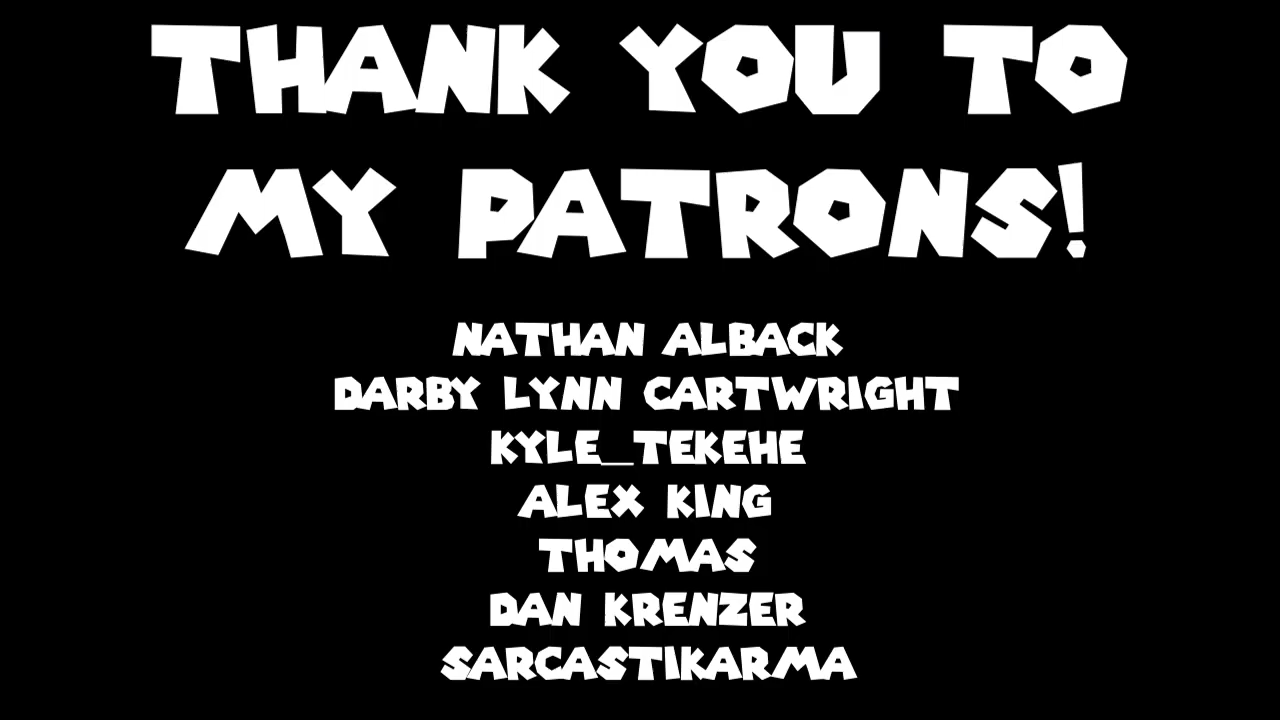 THANK YOU TO
MY PATRONS!
NATHAN ALBACK
DARBY LYNN CARTWRIGHT
KYLE_TEKEHE
ALEX KING
THOMAS
DAN KRENZER
SARCASTIKARMA